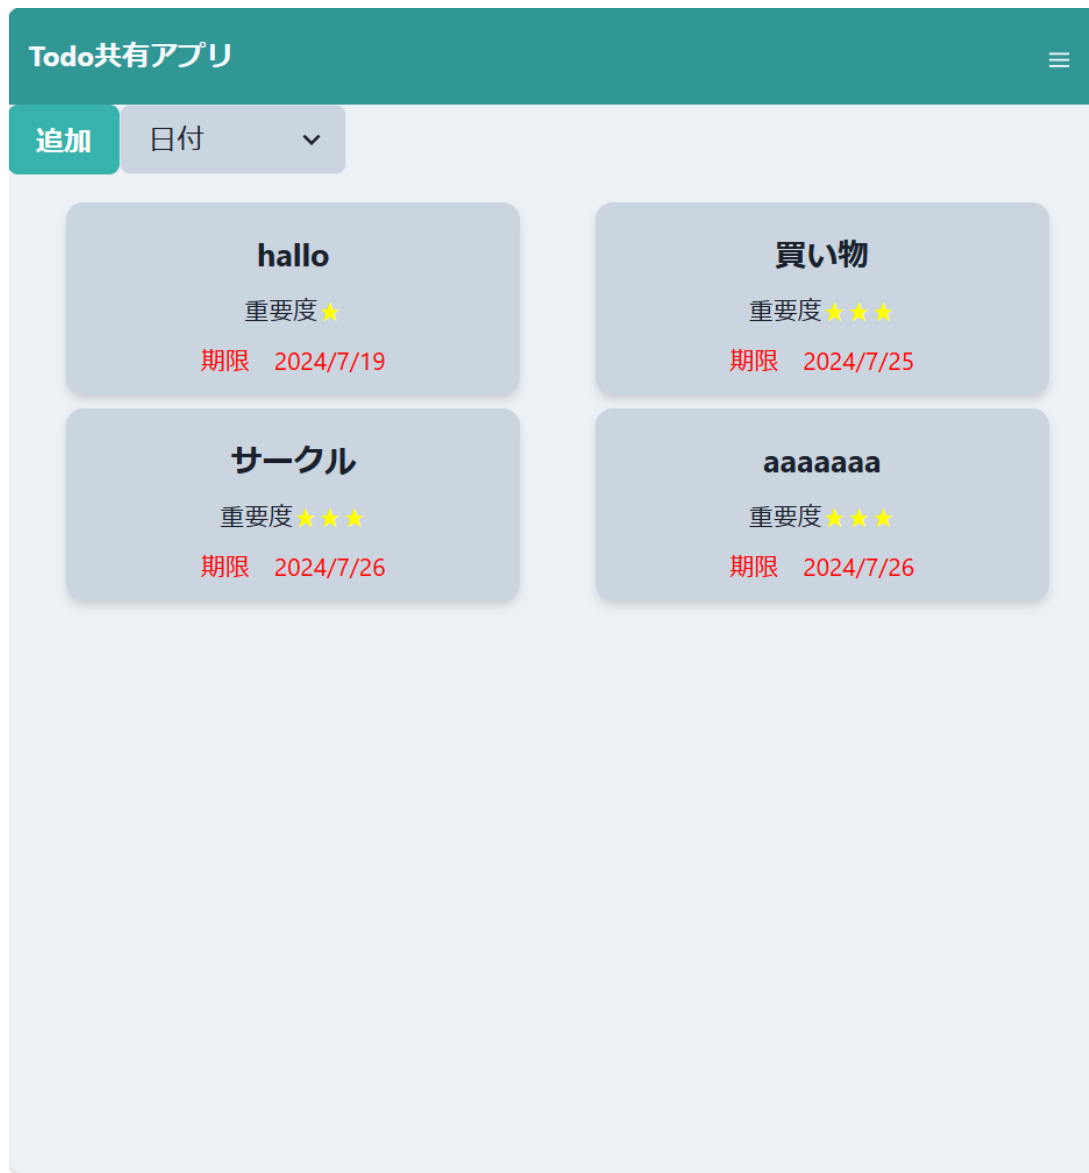 Todo共有アプリ
追加
日付
hallo
重要度★
期限　2024/7/19
買い物
重要度★★★
期限　2024/7/25
サークル
重要度★★★
期限　2024/7/26
aaaaaaa
重要度★★★
期限　2024/7/26